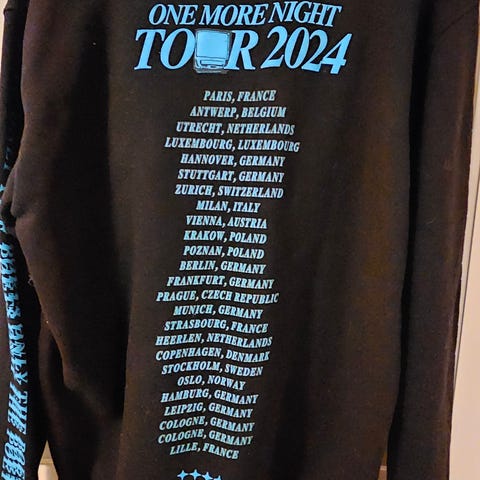 ONE MORE NIGHT
TOUR 2024
PARIS, FRANCE
ANTWERP, BELGIUM
UTRECHT, NETHERLANDS
LUXEMBOURG, LUXEMBOURG
HANNOVER, GERMANY
STUTTGART, GERMANY
ZURICH, SWITZERLAND
MILAN, ITALY
VIENNA, AUSTRIA
KRAKOW, POLAND
POZNAN, POLAND
BERLIN, GERMANY
FRANKFURT, GERMANY
PRAGUE, CZECH REPUBLIC
MUNICH, GERMANY
STRASBOURG, FRANCE
HEERLEN, NETHERLANDS
COPENHAGEN, DENMARK
STOCKHOLM, SWEDEN
OSLO, NORWAY
HAMBURG, GERMANY
LEIPZIG, GERMANY
COLOGNE, GERMANY
COLOGNE, GERMANY
LILLE, FRANCE
ONLY THE